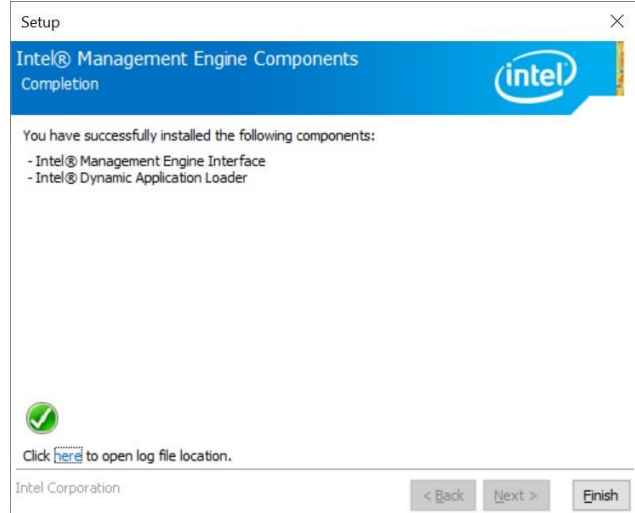 Setup
Intel® Management Engine Components
Completion
intel
You have successfully installed the following components:
- Intel® Management Engine Interface
- Intel® Dynamic Application Loader
Click here to open log file location.
Intel Corporation
< Back Next > Finish